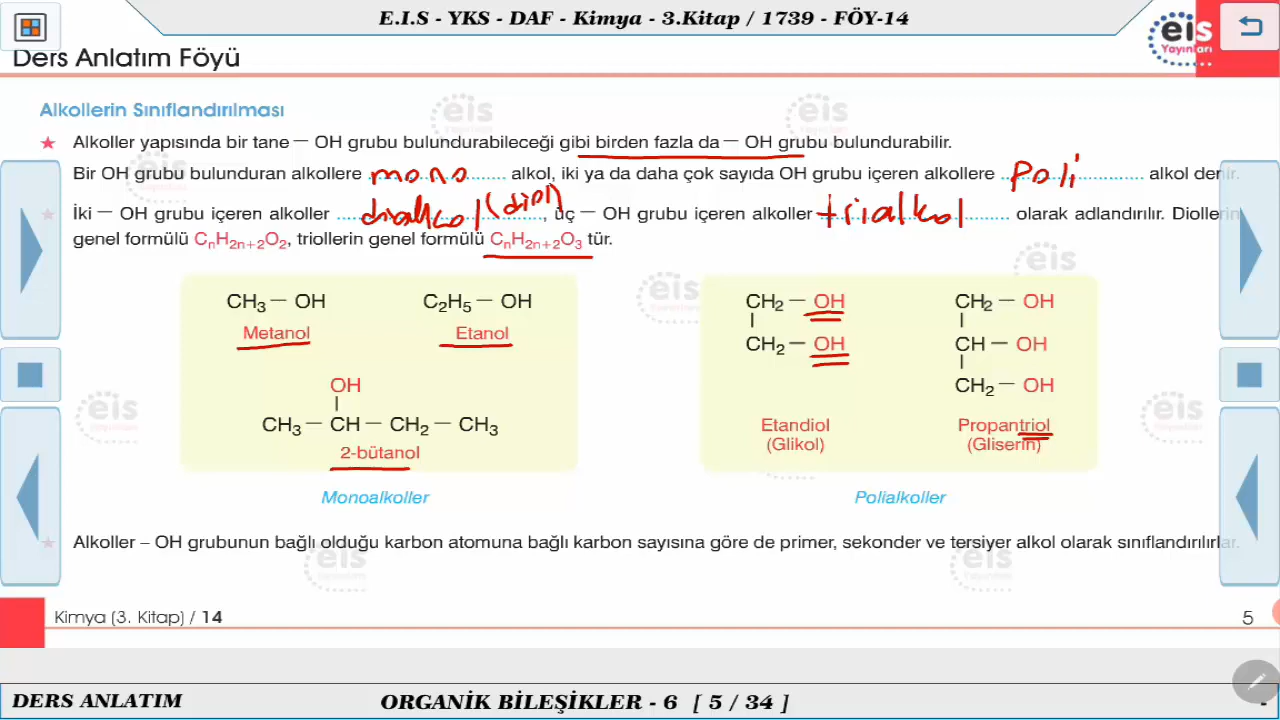 E.I.S - YKS - DAF - Kimya - 3.Kitap / 1739 - FÖY-14
eis
Yayınları
Ders Anlatım Föyü
Alkollerin Sınıflandırılması
★ Alkoller yapısında bir tane — OH grubu bulundurabileceği gibi birden fazla da — OH grubu bulundurabilir.
Bir OH grubu bulunduran alkollere mono alkol, iki ya da daha çok sayıda OH grubu içeren alkollere poli alkol denir.
★ İki — OH grubu içeren alkoller dialkol (diol), üç — OH grubu içeren alkoller trialkol olarak adlandırılır. Diollerin
genel formülü CₙH₂ₙ₊₂O₂, triollerin genel formülü CₙH₂ₙ₊₂O₃ tür.
CH₃ — OH
C₂H₅ — OH
Metanol
Etanol
OH
CH₃ — CH — CH₂ — CH₃
2-bütanol
Monoalkoller
CH₂ — OH
CH₂ — OH
Etandiol
(Glikol)
CH₂ — OH
CH — OH
CH₂ — OH
Propantriol
(Gliserin)
Polialkoller
★ Alkoller – OH grubunun bağlı olduğu karbon atomuna bağlı karbon sayısına göre de primer, sekonder ve tersiyer alkol olarak sınıflandırılırlar.
Kimya (3. Kitap) / 14
5
DERS ANLATIM
ORGANİK BİLEŞİKLER - 6 [ 5 / 34 ]